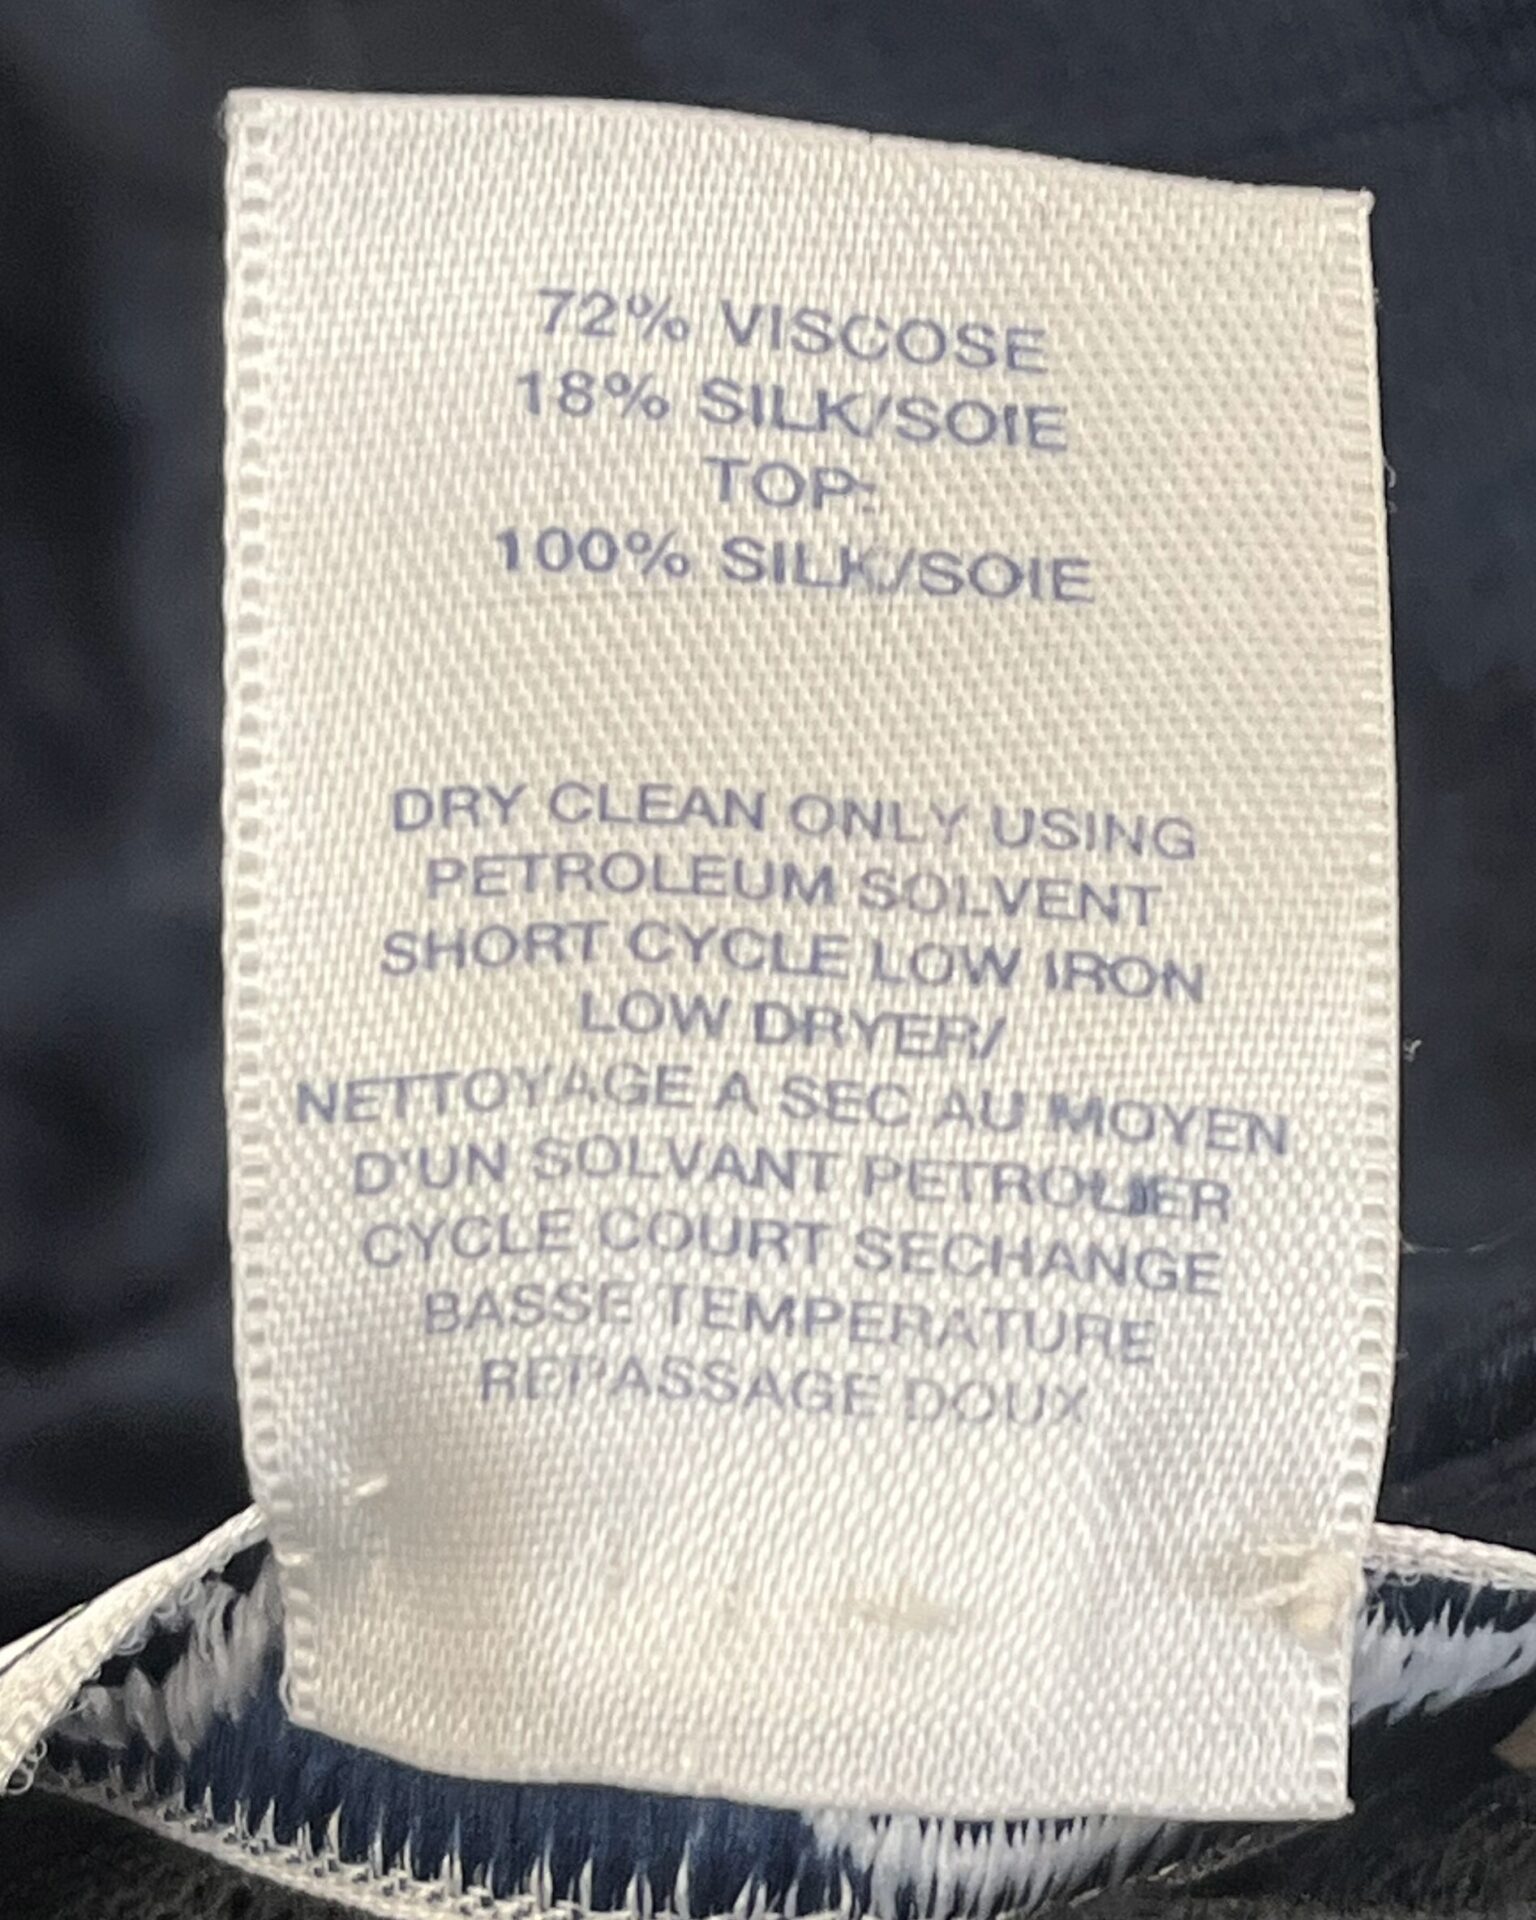 72% VISCOSE
18% SILK/SOIE
TOP:
100% SILK/SOIE
DRY CLEAN ONLY USING
PETROLEUM SOLVENT
SHORT CYCLE LOW IRON
LOW DRYER/
NETTOYAGE A SEC AU MOYEN
D'UN SOLVANT PETROLIER
CYCLE COURT SECHANGE
BASSE TEMPERATURE
REPASSAGE DOUX